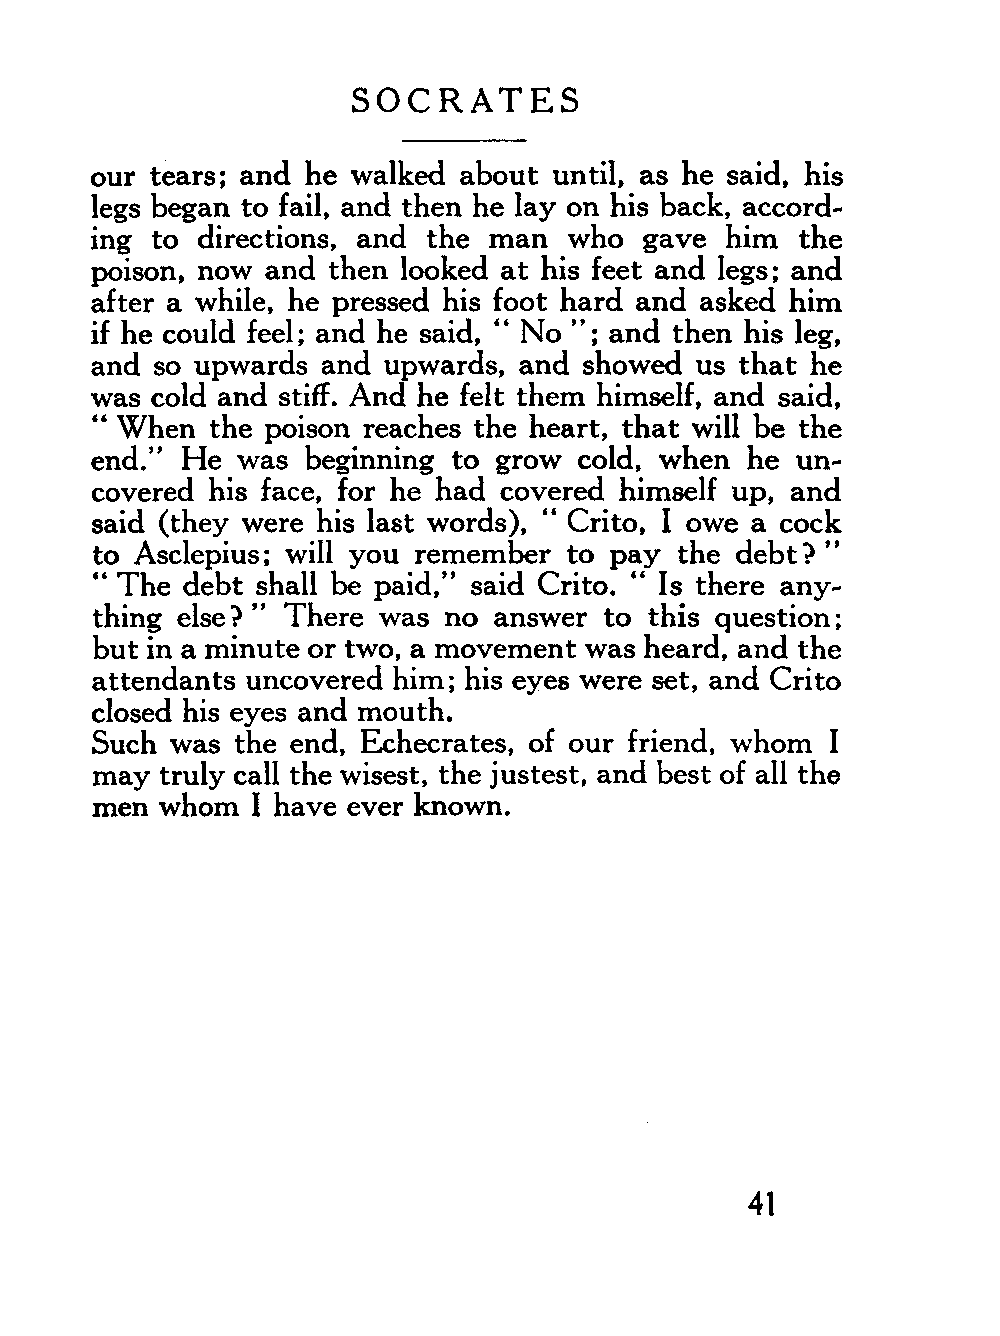 SOCRATES
our tears; and he walked about until, as he said, his
legs began to fail, and then he lay on his back, accord-
ing to directions, and the man who gave him the
poison, now and then looked at his feet and legs; and
after a while, he pressed his foot hard and asked him
if he could feel; and he said, “ No ”; and then his leg,
and so upwards and upwards, and showed us that he
was cold and stiff. And he felt them himself, and said,
“ When the poison reaches the heart, that will be the
end.” He was beginning to grow cold, when he un-
covered his face, for he had covered himself up, and
said (they were his last words), “ Crito, I owe a cock
to Asclepius; will you remember to pay the debt? ”
“ The debt shall be paid,” said Crito. “ Is there any-
thing else? ” There was no answer to this question;
but in a minute or two, a movement was heard, and the
attendants uncovered him; his eyes were set, and Crito
closed his eyes and mouth.
Such was the end, Echecrates, of our friend, whom I
may truly call the wisest, the justest, and best of all the
men whom I have ever known.
41